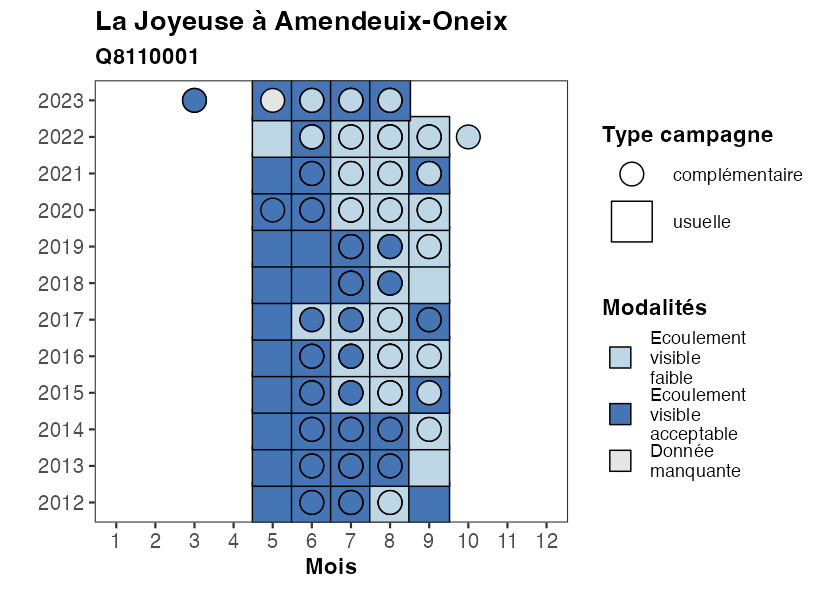 La Joyeuse à Amendeuix-Oneix
Q8110001
2023
2022
2021
2020
2019
2018
2017
2016
2015
2014
2013
2012
1 2 3 4 5 6 7 8 9 10 11 12
Mois
Type campagne
complémentaire
usuelle
Modalités
Ecoulement
visible
faible
Ecoulement
visible
acceptable
Donnée
manquante